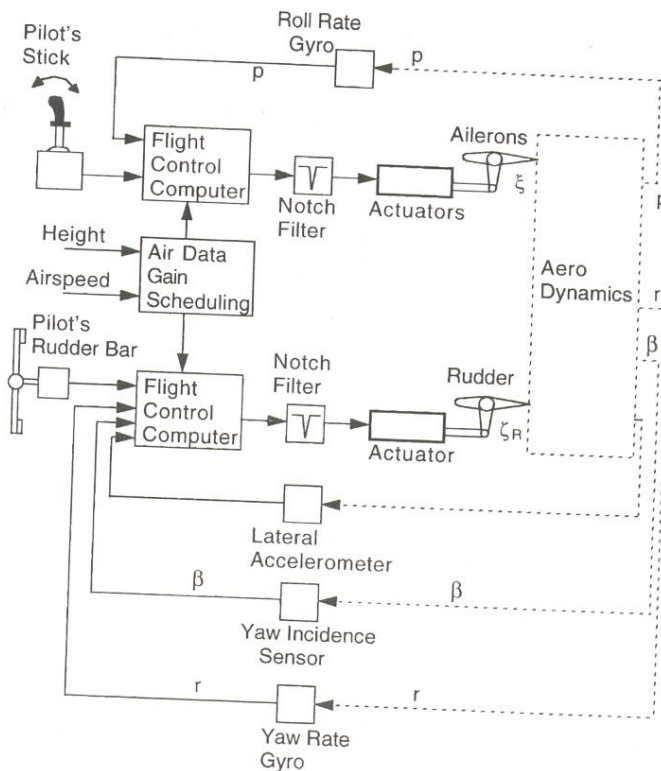 Pilot's
Stick
Roll Rate
Gyro
p
p
Flight
Control
Computer
Notch
Filter
Actuators
Ailerons
ξ
p
Height
Airspeed
Air Data
Gain
Scheduling
Aero
Dynamics
r
β
Pilot's
Rudder Bar
Flight
Control
Computer
Notch
Filter
Actuator
Rudder
ζR
Lateral
Accelerometer
β
β
Yaw Incidence
Sensor
r
r
Yaw Rate
Gyro